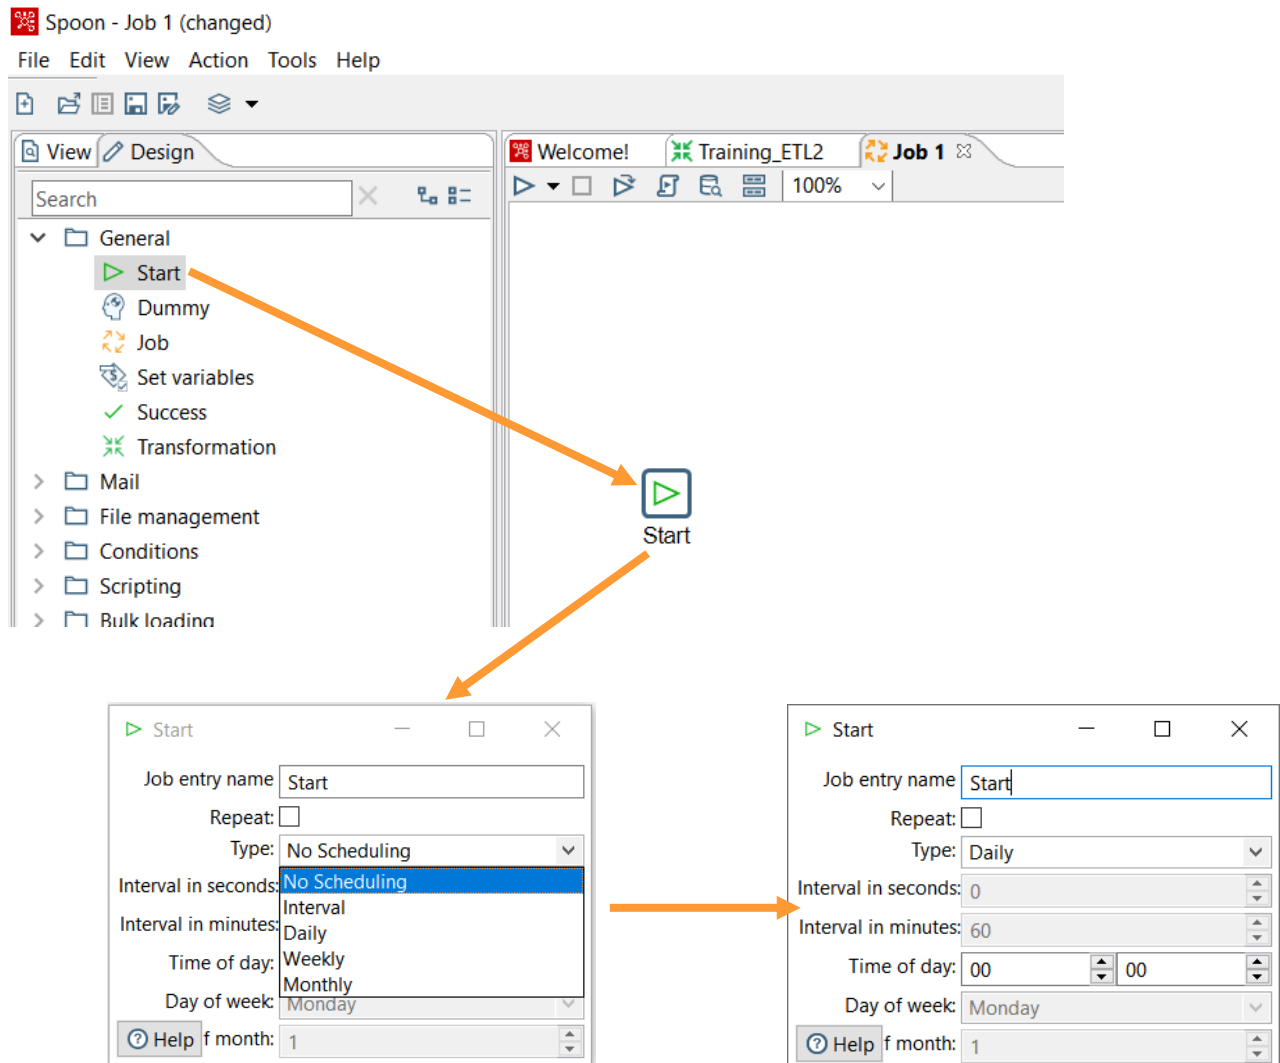 Spoon - Job 1 (changed)
File Edit View Action Tools Help
View Design
Welcome! Training_ETL2 Job 1
Search
100%
General
Start
Dummy
Job
Set variables
Success
Transformation
Mail
File management
Conditions
Scripting
Bulk loading
Start
Start
Job entry name Start
Repeat:
Type: No Scheduling
No Scheduling
Interval
Daily
Weekly
Monthly
Interval in seconds:
Interval in minutes:
Time of day:
Day of week: Monday
Help f month: 1
Start
Job entry name Start
Repeat:
Type: Daily
Interval in seconds: 0
Interval in minutes: 60
Time of day: 00 00
Day of week: Monday
Help f month: 1